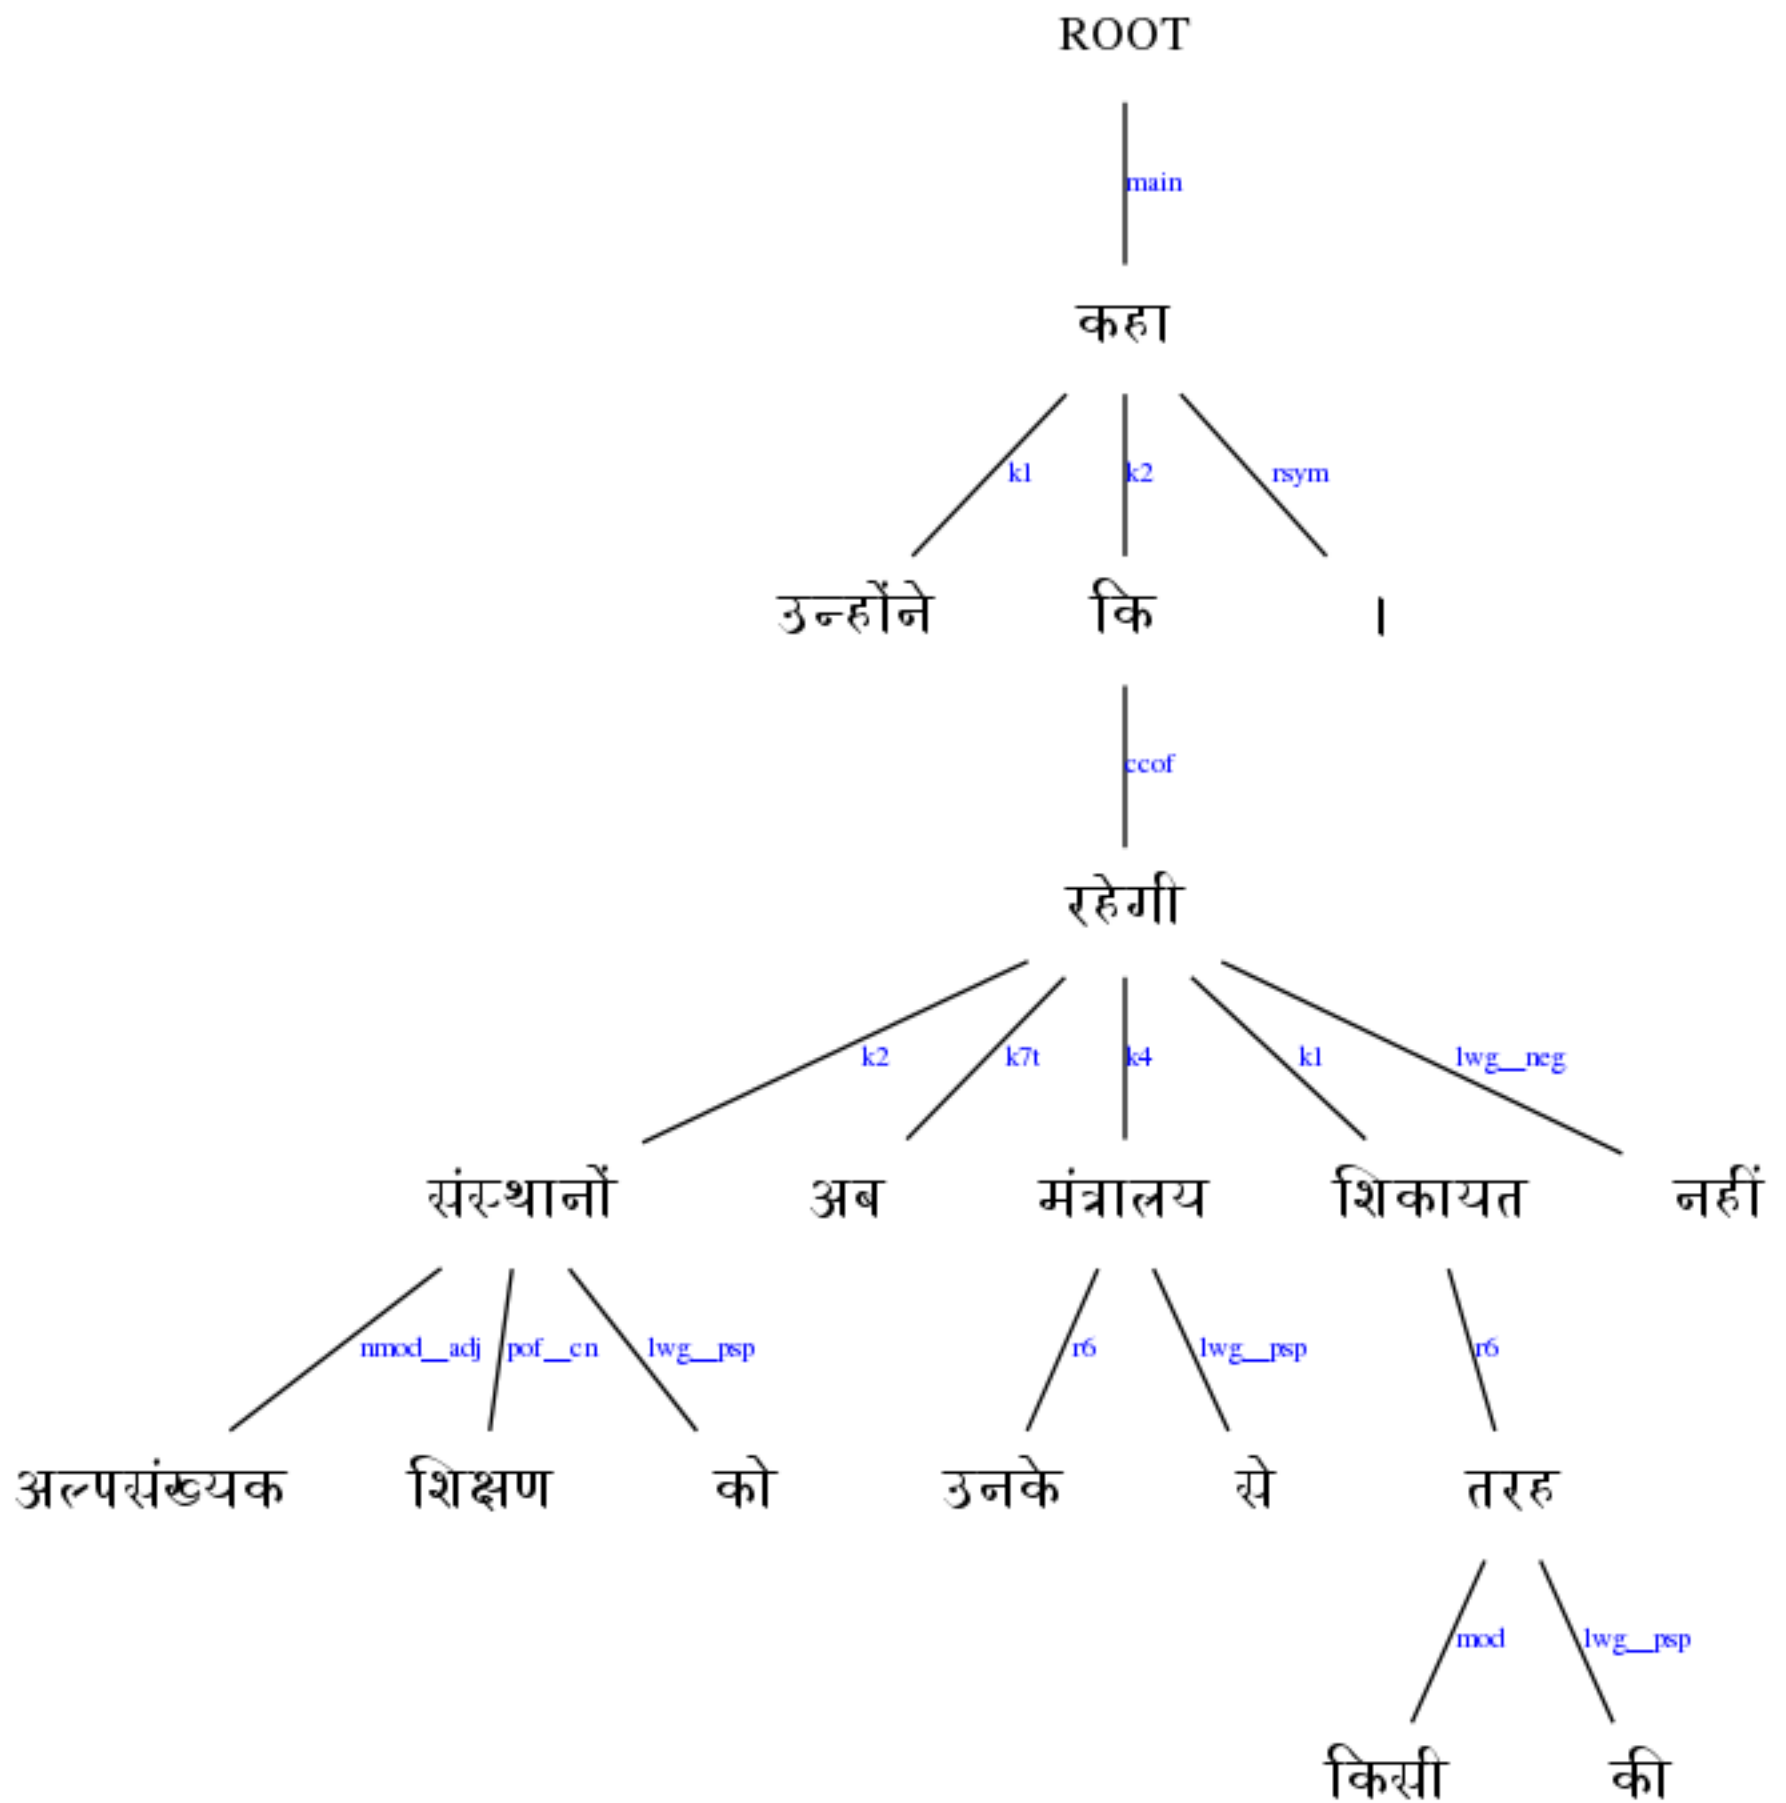 ROOT
main
कहा
k1 k2 rsym
उन्होंने कि ।
ccof
रहेगी
k2 k7t k4 k1 lwg__neg
संस्थानों अब मंत्रालय शिकायत नहीं
nmod__adj pof__cn lwg__psp r6 lwg__psp r6
अल्पसंख्यक शिक्षण को उनके से तरह
mod lwg__psp
किसी की